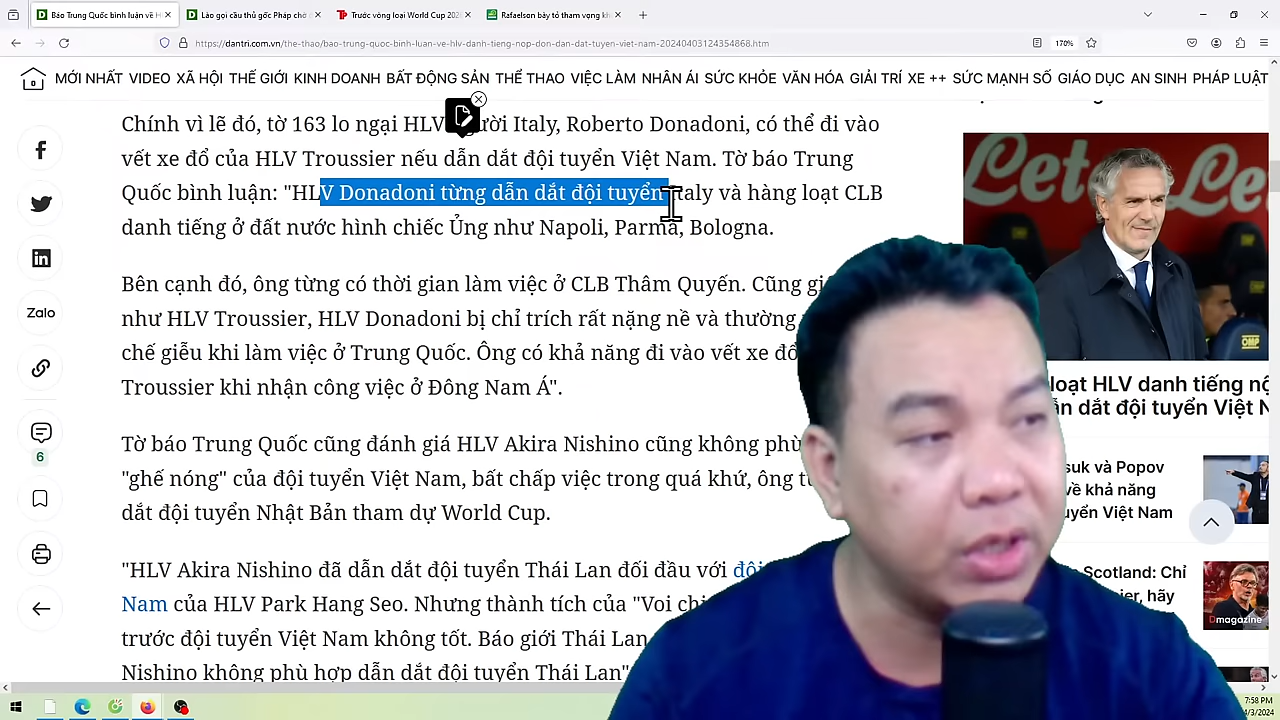 Báo Trung Quốc bình luận về H
Lào gọi cầu thủ gốc Pháp chờ
Trước vòng loại World Cup 202
Rafaelson bày tỏ tham vọng kh
https://dantri.com.vn/the-thao/bao-trung-quoc-binh-luan-ve-hlv-danh-tieng-nop-don-dan-dat-tuyen-viet-nam-20240403124354868.htm
170%
MỚI NHẤT VIDEO XÃ HỘI THẾ GIỚI KINH DOANH BẤT ĐỘNG SẢN THỂ THAO VIỆC LÀM NHÂN ÁI SỨC KHỎE VĂN HÓA GIẢI TRÍ XE ++ SỨC MẠNH SỐ GIÁO DỤC AN SINH PHÁP LUẬT
Chính vì lẽ đó, tờ 163 lo ngại HLV người Italy, Roberto Donadoni, có thể đi vào
vết xe đổ của HLV Troussier nếu dẫn dắt đội tuyển Việt Nam. Tờ báo Trung
Quốc bình luận: "HLV Donadoni từng dẫn dắt đội tuyển Italy và hàng loạt CLB
danh tiếng ở đất nước hình chiếc Ủng như Napoli, Parma, Bologna.
Bên cạnh đó, ông từng có thời gian làm việc ở CLB Thâm Quyến. Cũng gi
như HLV Troussier, HLV Donadoni bị chỉ trích rất nặng nề và thường
chế giễu khi làm việc ở Trung Quốc. Ông có khả năng đi vào vết xe đổ
Troussier khi nhận công việc ở Đông Nam Á".
Tờ báo Trung Quốc cũng đánh giá HLV Akira Nishino cũng không phù
"ghế nóng" của đội tuyển Việt Nam, bất chấp việc trong quá khứ, ông t
dắt đội tuyển Nhật Bản tham dự World Cup.
"HLV Akira Nishino đã dẫn dắt đội tuyển Thái Lan đối đầu với đội
Nam của HLV Park Hang Seo. Nhưng thành tích của "Voi chi
trước đội tuyển Việt Nam không tốt. Báo giới Thái Lan
Nishino không phù hợp dẫn dắt đội tuyển Thái Lan"
Zalo
6
Lete
Le
OMP
loạt HLV danh tiếng nộ
ẫn dắt đội tuyển Việt N
suk và Popov
về khả năng
uyển Việt Nam
Scotland: Chỉ
ier, hãy
Dmagazine
7:58 PM
4/3/2024